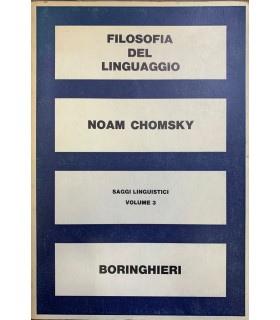 FILOSOFIA
DEL
LINGUAGGIO
NOAM CHOMSKY
SAGGI LINGUISTICI
VOLUME 3
BORINGHIERI